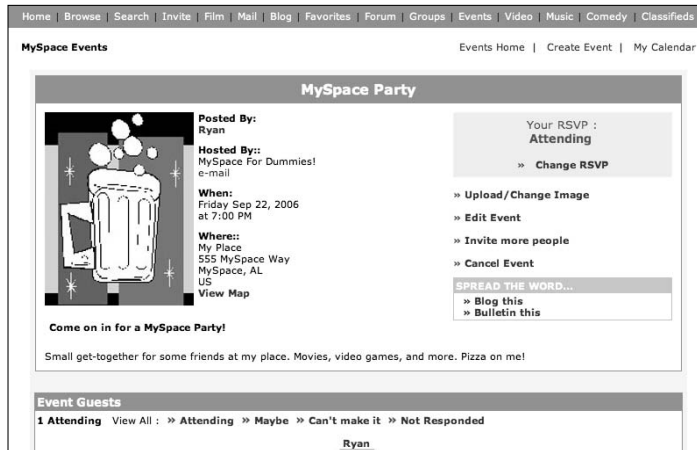 Home | Browse | Search | Invite | Film | Mail | Blog | Favorites | Forum | Groups | Events | Video | Music | Comedy | Classifieds
MySpace Events
Events Home | Create Event | My Calendar
MySpace Party
Posted By:
Ryan
Hosted By::
MySpace For Dummies!
e-mail
When:
Friday Sep 22, 2006
at 7:00 PM
Where::
My Place
555 MySpace Way
MySpace, AL
US
View Map
Your RSVP :
Attending
» Change RSVP
» Upload/Change Image
» Edit Event
» Invite more people
» Cancel Event
SPREAD THE WORD...
» Blog this
» Bulletin this
Come on in for a MySpace Party!
Small get-together for some friends at my place. Movies, video games, and more. Pizza on me!
Event Guests
1 Attending View All : » Attending » Maybe » Can't make it » Not Responded
Ryan